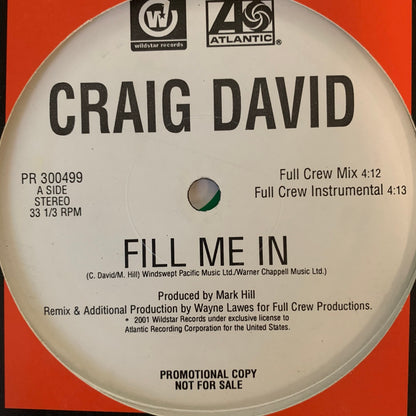 wildstar records
ATLANTIC®
CRAIG DAVID
PR 300499
A SIDE
STEREO
33 1/3 RPM
Full Crew Mix 4:12
Full Crew Instrumental 4:13
FILL ME IN
(C. David/M. Hill) Windswept Pacific Music Ltd./Warner Chappell Music Ltd.)
Produced by Mark Hill
Remix & Additional Production by Wayne Lawes for Full Crew Productions.
* 2001 Wildstar Records under exclusive license to
Atlantic Recording Corporation for the United States.
PROMOTIONAL COPY
NOT FOR SALE